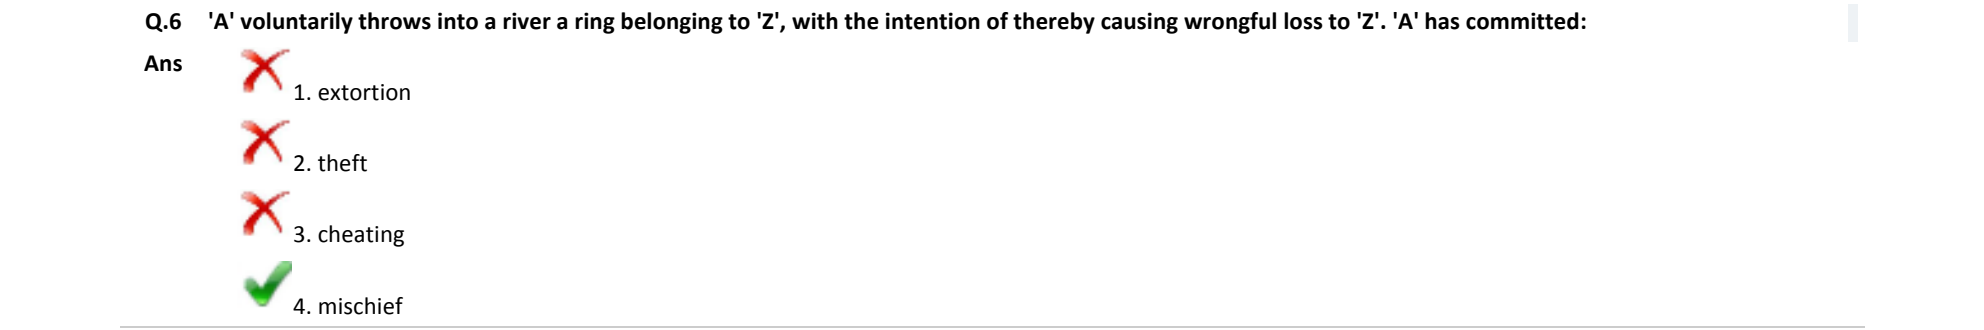 Q.6 'A' voluntarily throws into a river a ring belonging to 'Z', with the intention of thereby causing wrongful loss to 'Z'. 'A' has committed:
Ans
1. extortion
2. theft
3. cheating
4. mischief